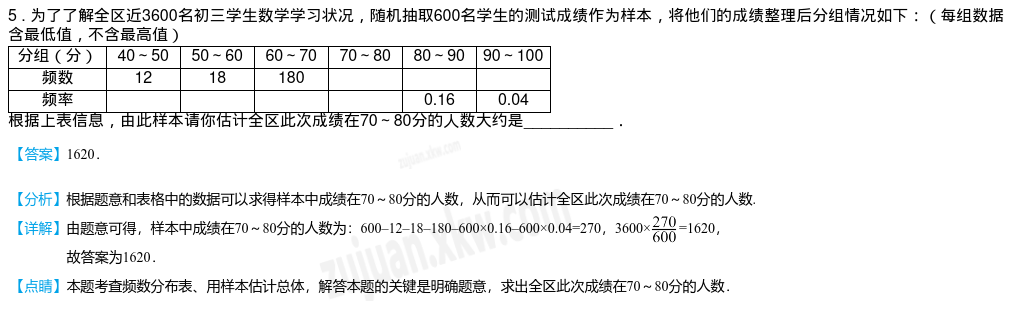 5．为了了解全区近3600名初三学生数学学习状况，随机抽取600名学生的测试成绩作为样本，将他们的成绩整理后分组情况如下：（每组数据
含最低值，不含最高值）
分组（分） 40～50 50～60 60～70 70～80 80～90 90～100
频数 12 18 180
频率 0.16 0.04
根据上表信息，由此样本请你估计全区此次成绩在70～80分的人数大约是___________．
【答案】1620．
【分析】根据题意和表格中的数据可以求得样本中成绩在70～80分的人数，从而可以估计全区此次成绩在70～80分的人数.
【详解】由题意可得，样本中成绩在70～80分的人数为：600–12–18–180–600×0.16–600×0.04=270，3600×270/600=1620，
故答案为1620．
【点睛】本题考查频数分布表、用样本估计总体，解答本题的关键是明确题意，求出全区此次成绩在70～80分的人数．
zujuan.xkw.com
zujuan.xkw.com